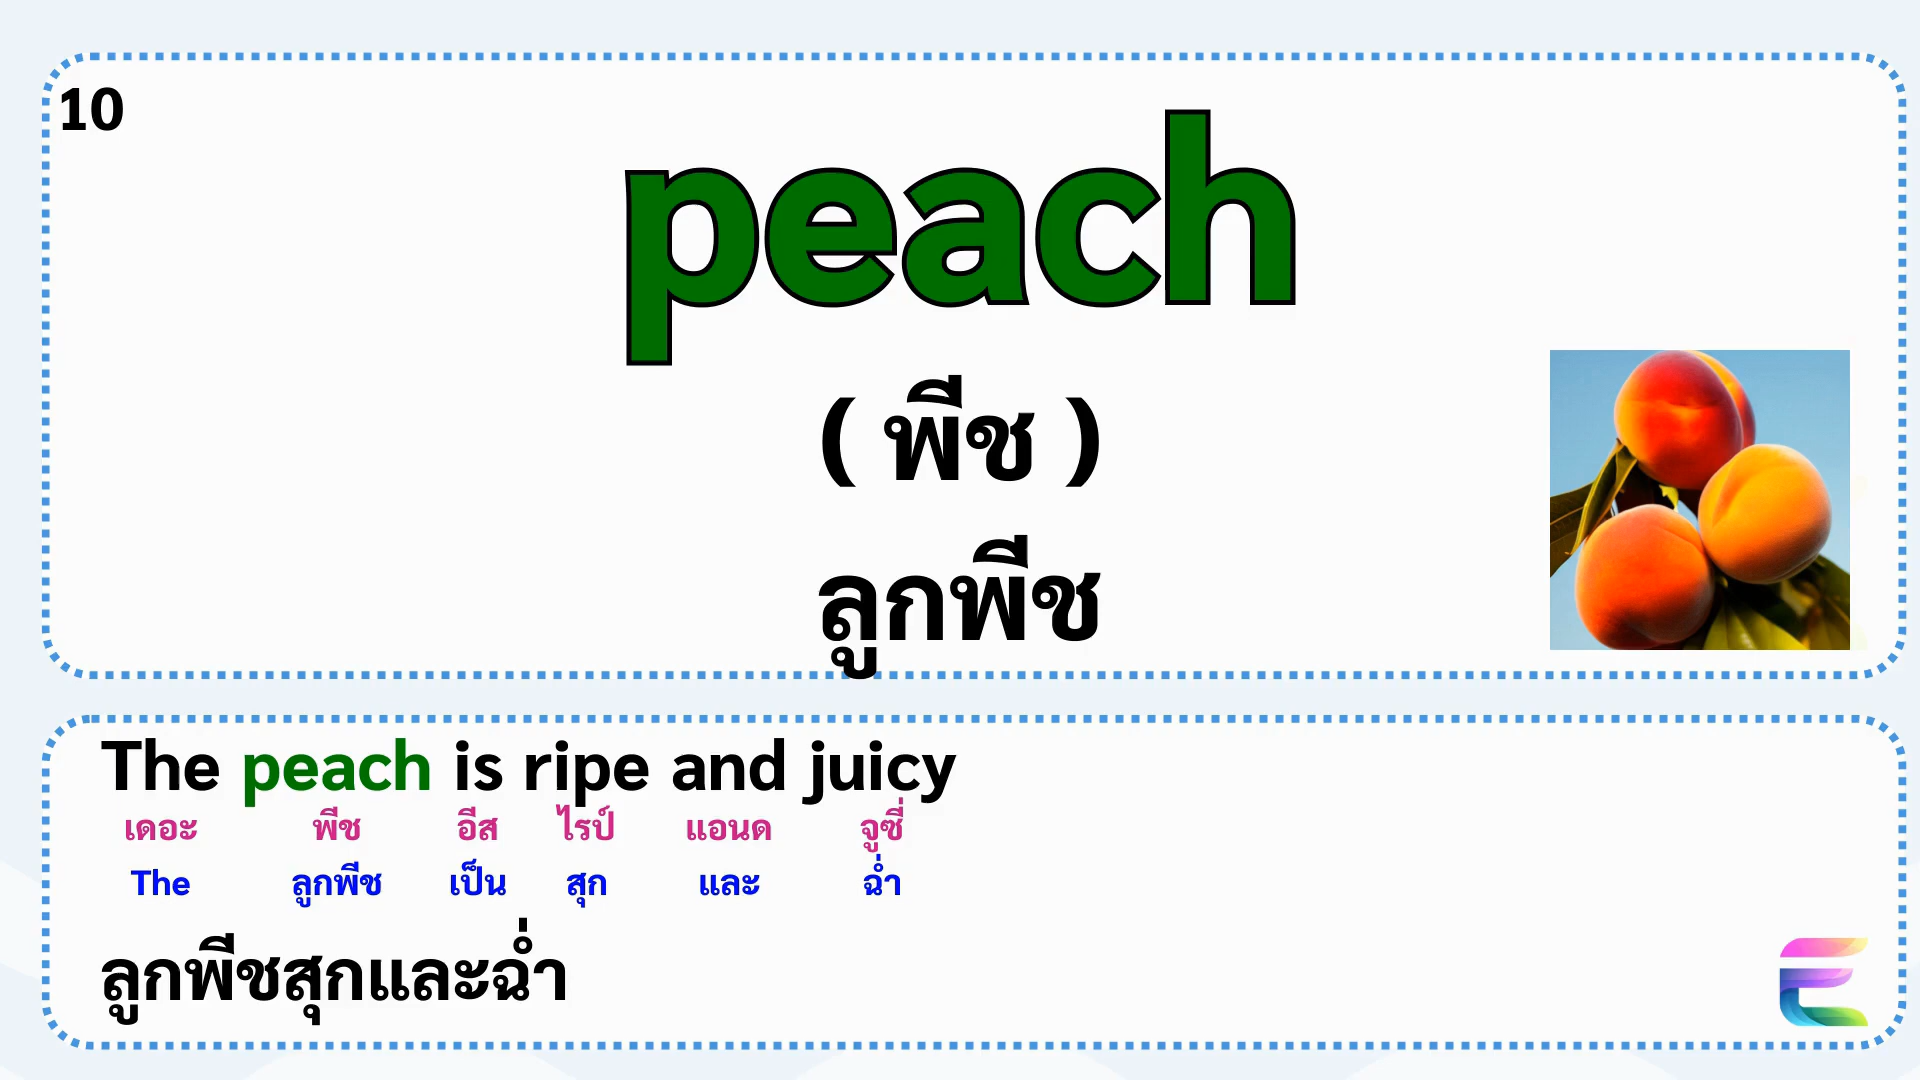 10
peach
( พีช )
ลูกพีช
The peach is ripe and juicy
เดอะ พีช อีส ไรป์ แอนด จูซี่
The ลูกพีช เป็น สุก และ ฉ่ำ
ลูกพีชสุกและฉ่ำ